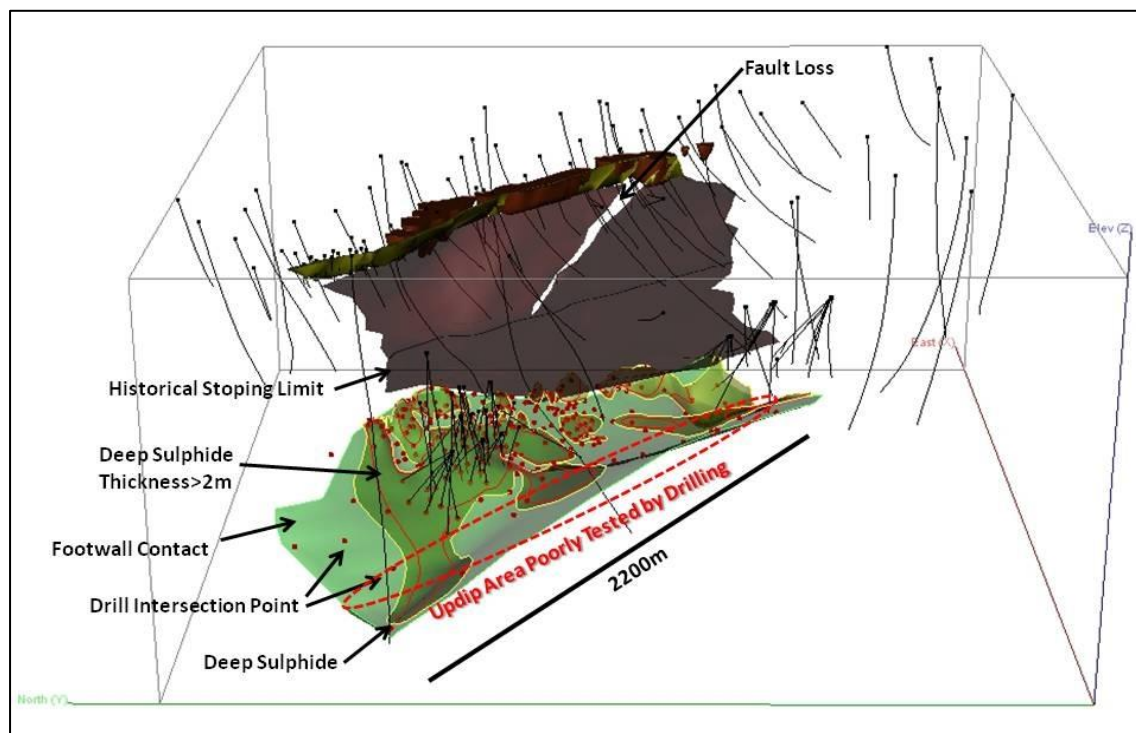 Fault Loss
Elev (Z)
East (X)
Historical Stoping Limit
Deep Sulphide
Thickness>2m
Footwall Contact
Drill Intersection Point
Deep Sulphide
Updip Area Poorly Tested by Drilling
2200m
North (Y)